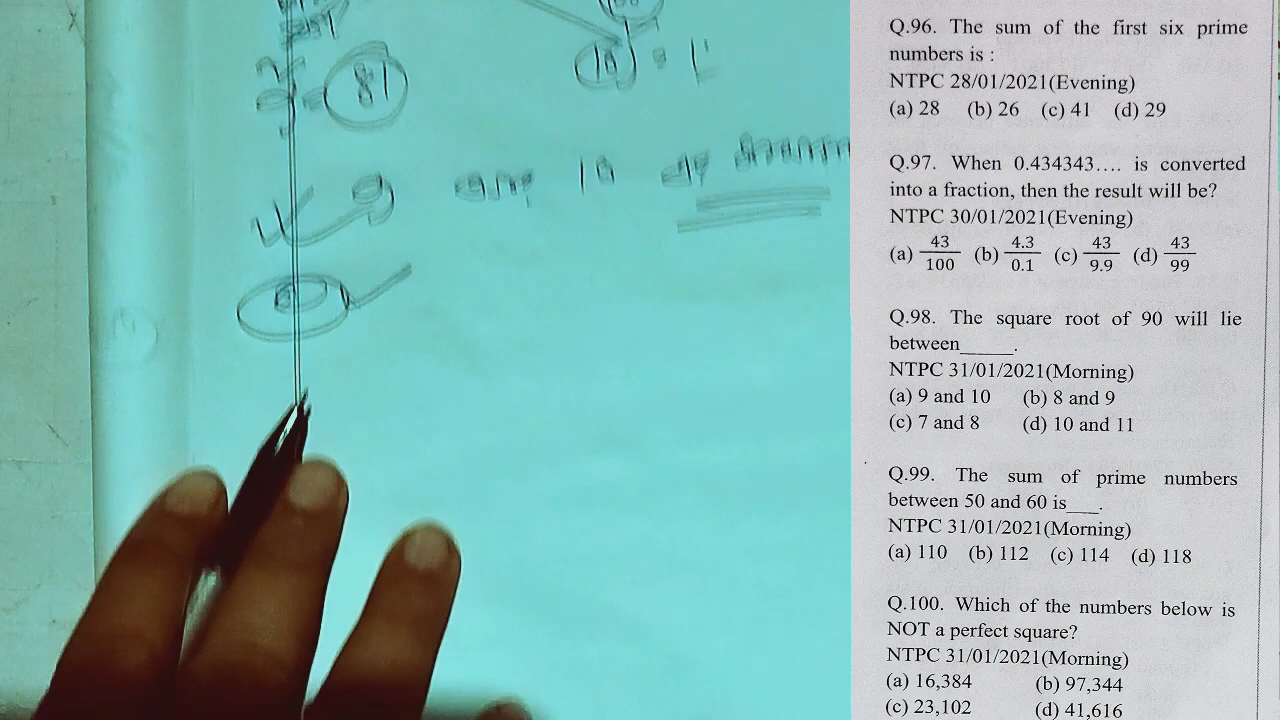 81
Q.96. The sum of the first six prime
numbers is :
NTPC 28/01/2021(Evening)
(a) 28 (b) 26 (c) 41 (d) 29
Q.97. When 0.434343.... is converted
into a fraction, then the result will be?
NTPC 30/01/2021(Evening)
(a) 43/100 (b) 4.3/0.1 (c) 43/9.9 (d) 43/99
Q.98. The square root of 90 will lie
between_____.
NTPC 31/01/2021(Morning)
(a) 9 and 10 (b) 8 and 9
(c) 7 and 8 (d) 10 and 11
Q.99. The sum of prime numbers
between 50 and 60 is___.
NTPC 31/01/2021(Morning)
(a) 110 (b) 112 (c) 114 (d) 118
Q.100. Which of the numbers below is
NOT a perfect square?
NTPC 31/01/2021(Morning)
(a) 16,384 (b) 97,344
(c) 23,102 (d) 41,616